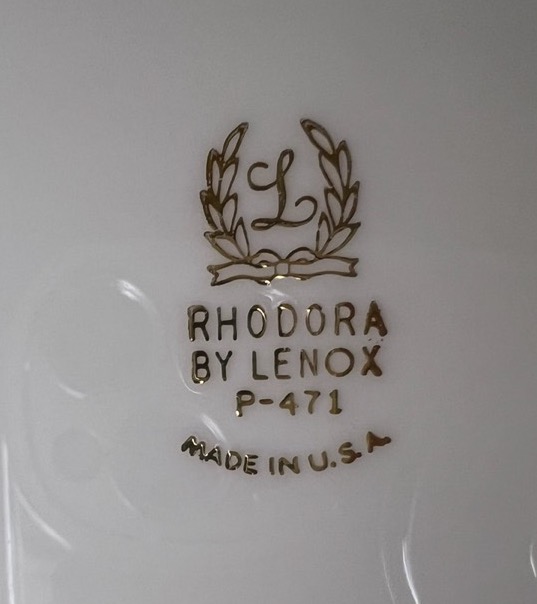 L
RHODORA
BY LENOX
P-471
MADE IN U.S.A